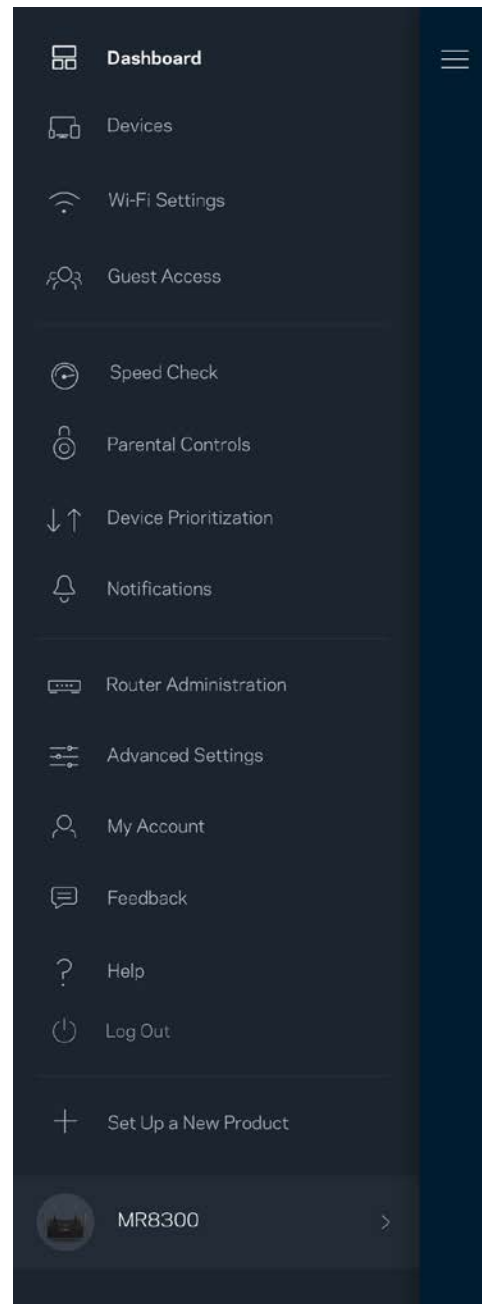 Dashboard
Devices
Wi-Fi Settings
Guest Access
Speed Check
Parental Controls
Device Prioritization
Notifications
Router Administration
Advanced Settings
My Account
Feedback
Help
Log Out
Set Up a New Product
MR8300